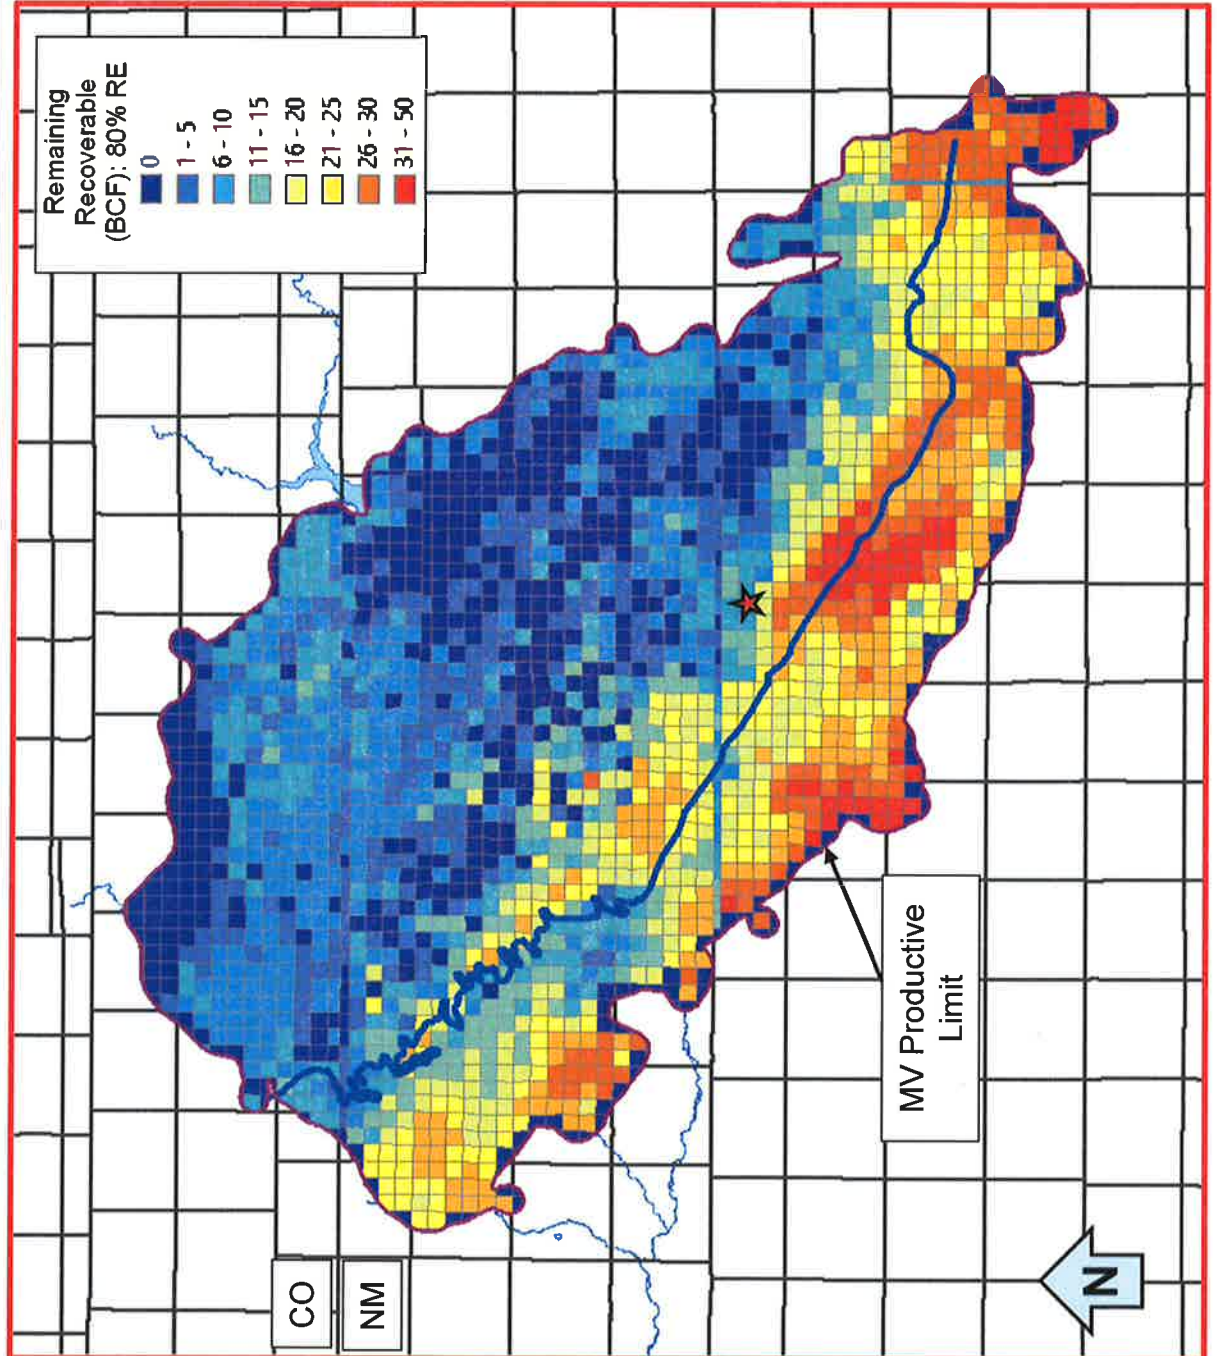 Remaining
Recoverable
(BCF): 80% RE
0
1 - 5
6 - 10
11 - 15
16 - 20
21 - 25
26 - 30
31 - 50
CO
NM
MV Productive
Limit
N